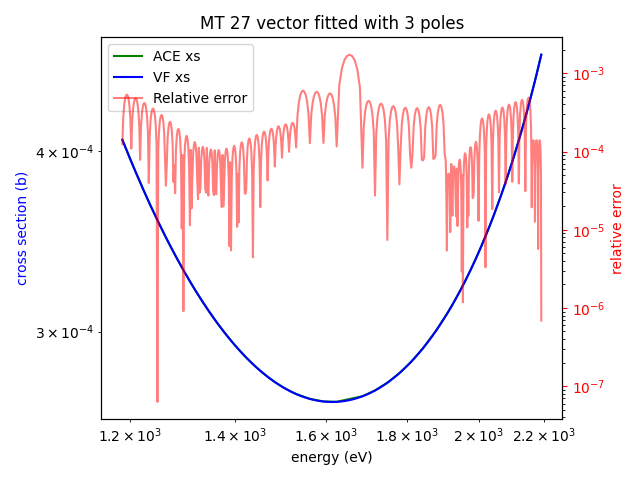 MT 27 vector fitted with 3 poles
ACE xs
VF xs
Relative error
cross section (b)
4 × 10⁻⁴
3 × 10⁻⁴
10⁻³
10⁻⁴
10⁻⁵
10⁻⁶
10⁻⁷
relative error
1.2 × 10³ 1.4 × 10³ 1.6 × 10³ 1.8 × 10³ 2 × 10³ 2.2 × 10³
energy (eV)